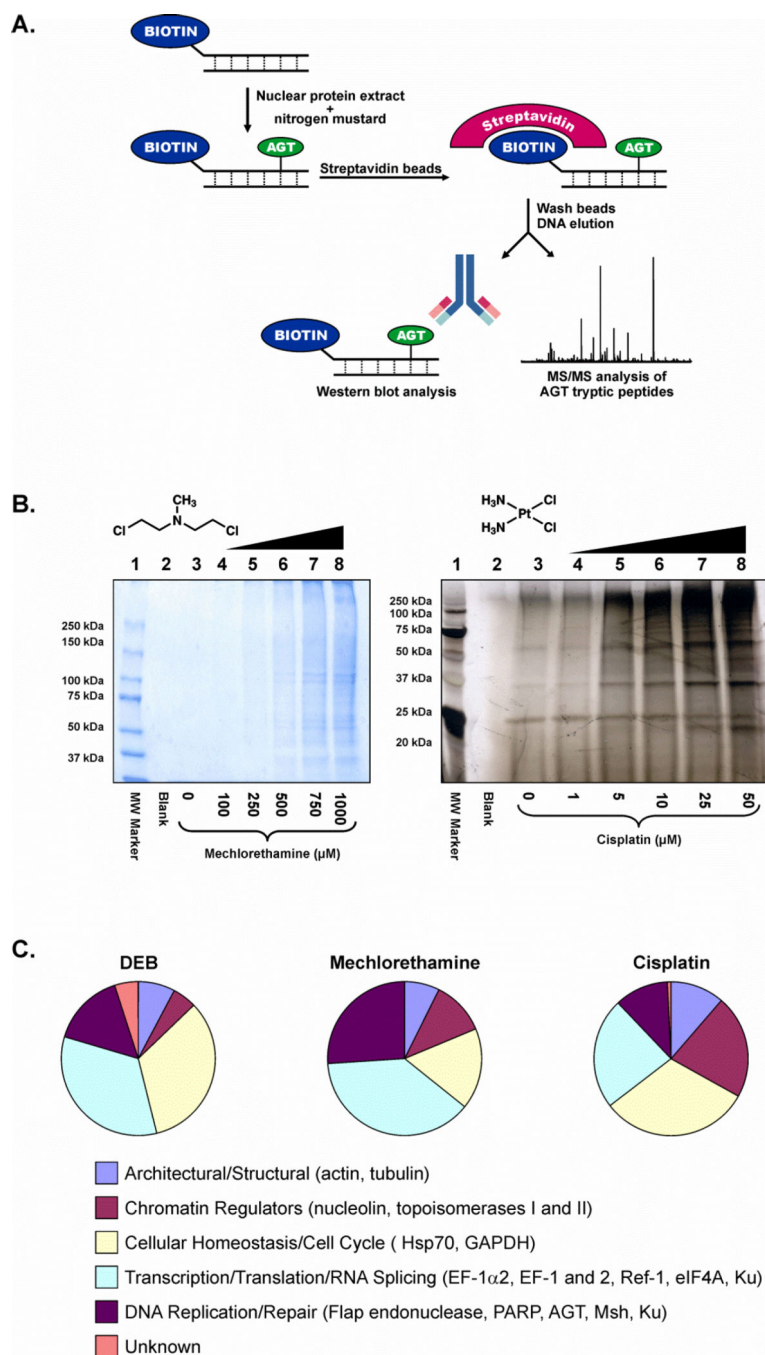 A.
BIOTIN
Nuclear protein extract
+
nitrogen mustard
BIOTIN
AGT
Streptavidin beads
Streptavidin
BIOTIN
AGT
Wash beads
DNA elution
BIOTIN
AGT
Western blot analysis
MS/MS analysis of
AGT tryptic peptides
B.
CH3
Cl
N
Cl
1 2 3 4 5 6 7 8
250 kDa
150 kDa
100 kDa
75 kDa
50 kDa
37 kDa
MW Marker
Blank
0
100
250
500
750
1000
Mechlorethamine (µM)
H3N
Cl
Pt
H3N
Cl
1 2 3 4 5 6 7 8
250 kDa
100 kDa
75 kDa
50 kDa
37 kDa
25 kDa
20 kDa
MW Marker
Blank
0
1
5
10
25
50
Cisplatin (µM)
C.
DEB
Mechlorethamine
Cisplatin
Architectural/Structural (actin, tubulin)
Chromatin Regulators (nucleolin, topoisomerases I and II)
Cellular Homeostasis/Cell Cycle ( Hsp70, GAPDH)
Transcription/Translation/RNA Splicing (EF-1α2, EF-1 and 2, Ref-1, eIF4A, Ku)
DNA Replication/Repair (Flap endonuclease, PARP, AGT, Msh, Ku)
Unknown